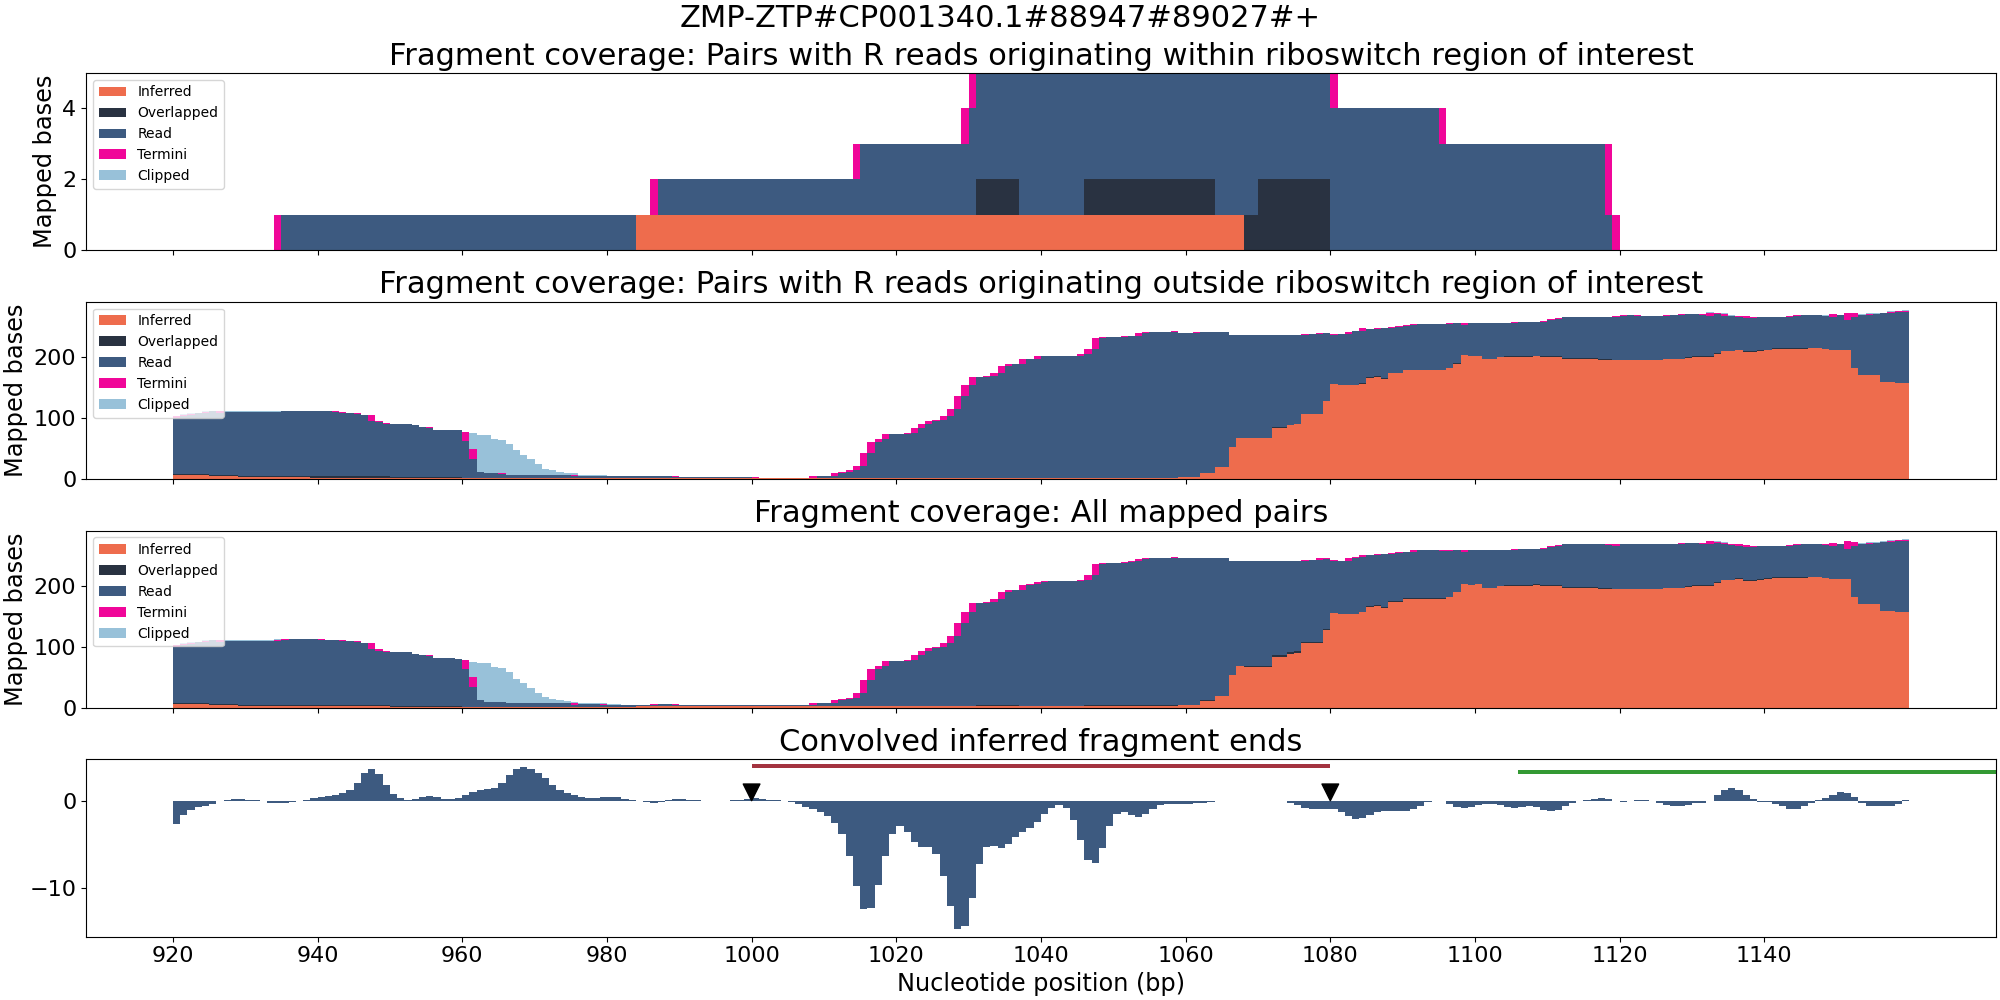 ZMP-ZTP#CP001340.1#88947#89027#+
Fragment coverage: Pairs with R reads originating within riboswitch region of interest
Mapped bases
4
2
0
Inferred
Overlapped
Read
Termini
Clipped
Fragment coverage: Pairs with R reads originating outside riboswitch region of interest
Mapped bases
200
100
0
Inferred
Overlapped
Read
Termini
Clipped
Fragment coverage: All mapped pairs
Mapped bases
200
100
0
Inferred
Overlapped
Read
Termini
Clipped
Convolved inferred fragment ends
0
−10
920 940 960 980 1000 1020 1040 1060 1080 1100 1120 1140
Nucleotide position (bp)